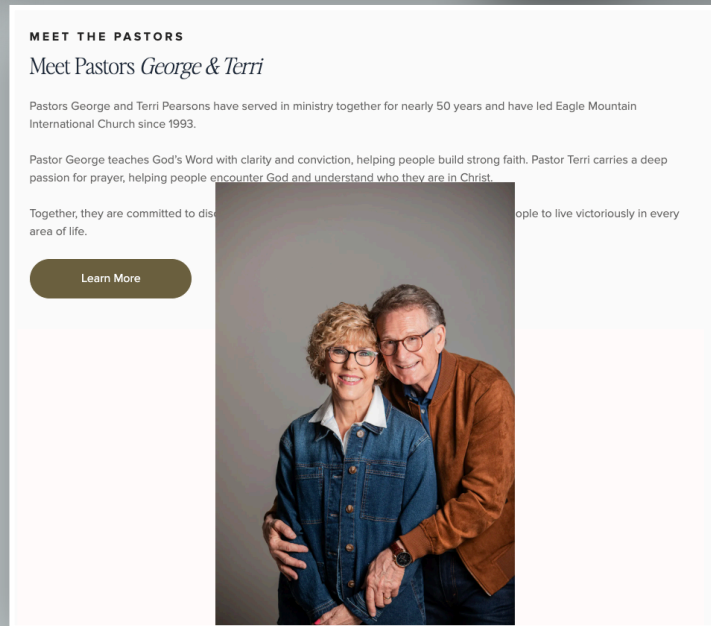 MEET THE PASTORS
Meet Pastors George & Terri
Pastors George and Terri Pearsons have served in ministry together for nearly 50 years and have led Eagle Mountain
International Church since 1993.
Pastor George teaches God's Word with clarity and conviction, helping people build strong faith. Pastor Terri carries a deep
passion for prayer, helping people encounter God and understand who they are in Christ.
Together, they are committed to to live victoriously in every
area of life.
Learn More